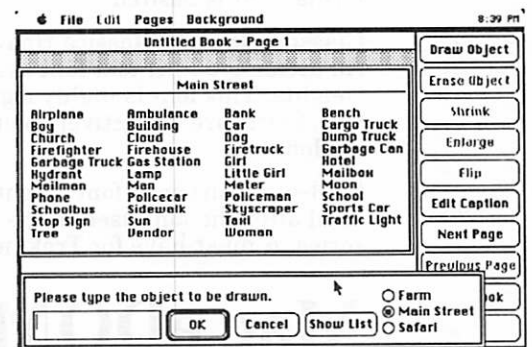 File Edit Pages Background 8:39 PM
Untitled Book - Page 1
Main Street
Airplane Ambulance Bank Bench
Boy Building Car Cargo Truck
Church Cloud Dog Dump Truck
Firefighter Firehouse Firetruck Garbage Can
Garbage Truck Gas Station Girl Hotel
Hydrant Lamp Little Girl Mailbox
Mailman Man Meter Moon
Phone Policecar Policeman School
Schoolbus Sidewalk Skyscraper Sports Car
Stop Sign Sun Taxi Traffic Light
Tree Vendor Woman
Draw Object
Erase Object
Shrink
Enlarge
Flip
Edit Caption
Next Page
Previous Page
ok
Please type the object to be drawn.
OK Cancel Show List
Farm
Main Street
Safari